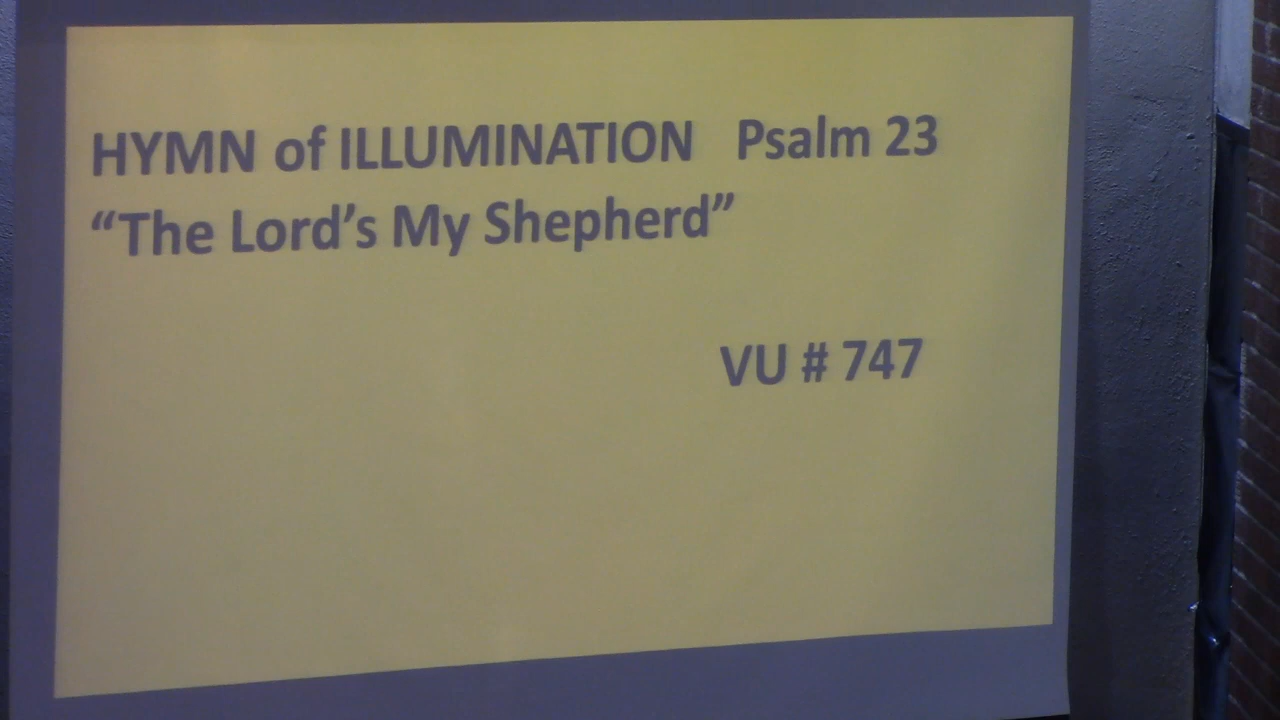 HYMN of ILLUMINATION Psalm 23
“The Lord’s My Shepherd”
VU # 747